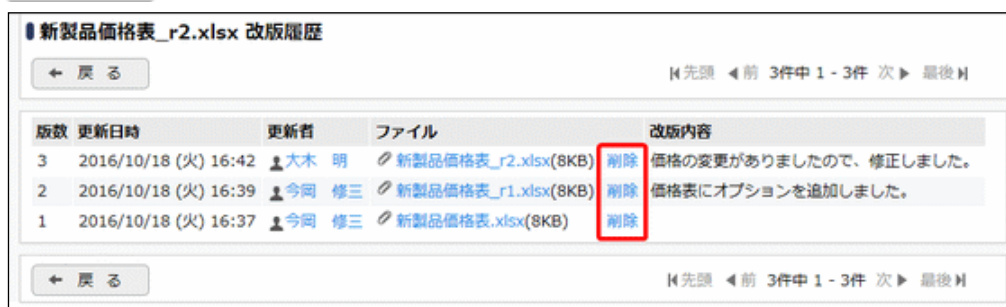 新製品価格表_r2.xlsx 改版履歴
← 戻 る
先頭 前 3件中 1 - 3件 次 最後
版数 更新日時 更新者 ファイル 改版内容
3 2016/10/18 (火) 16:42 大木 明 新製品価格表_r2.xlsx(8KB) 削除 価格の変更がありましたので、修正しました。
2 2016/10/18 (火) 16:39 今岡 修三 新製品価格表_r1.xlsx(8KB) 削除 価格表にオプションを追加しました。
1 2016/10/18 (火) 16:37 今岡 修三 新製品価格表.xlsx(8KB) 削除
← 戻 る
先頭 前 3件中 1 - 3件 次 最後